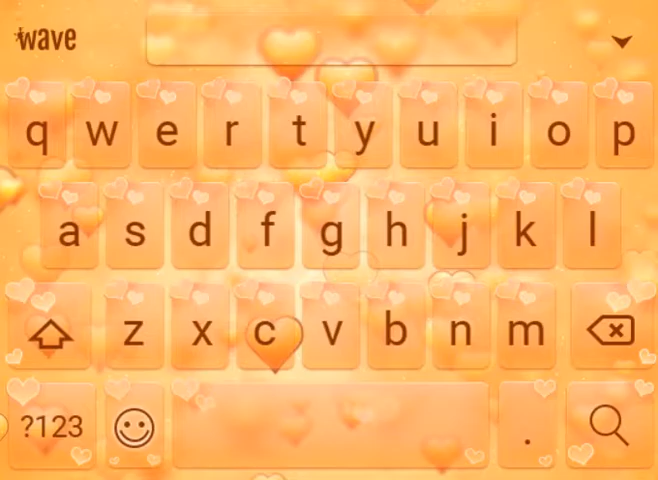 wave
q w e r t y u i o p
a s d f g h j k l
z x c v b n m
?123 .